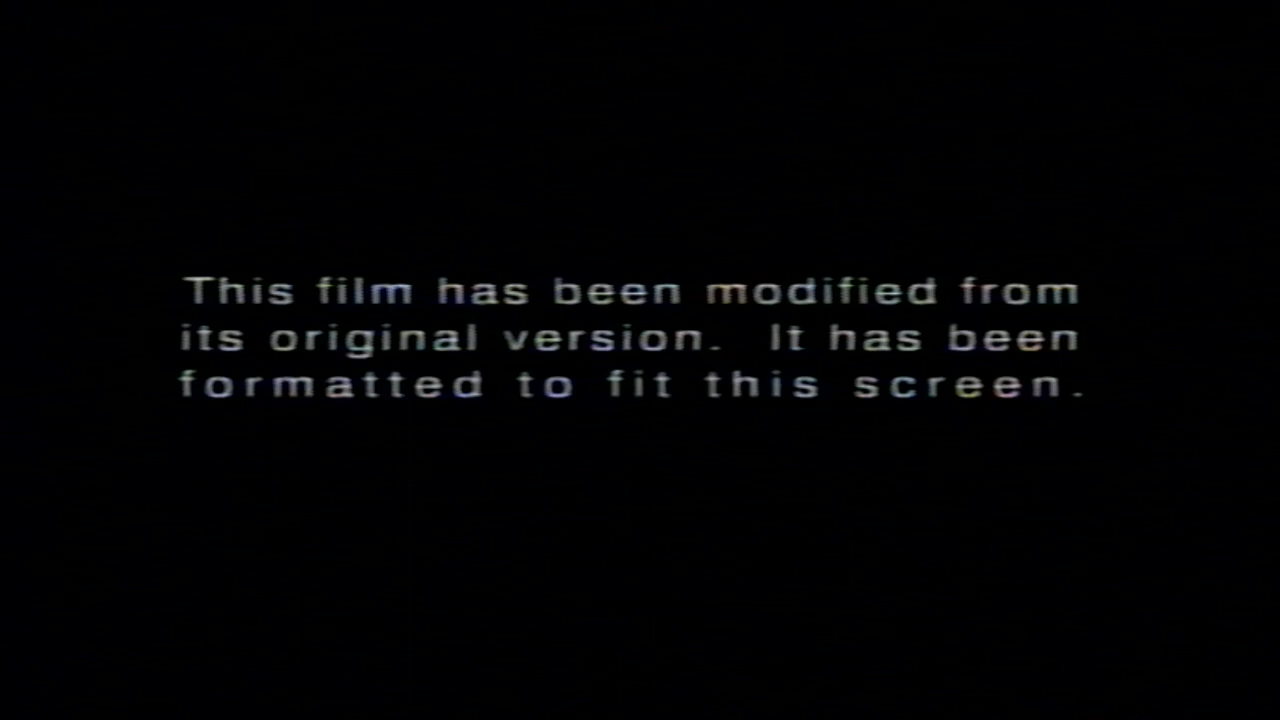 This film has been modified from
its original version.  It has been
formatted to fit this screen.